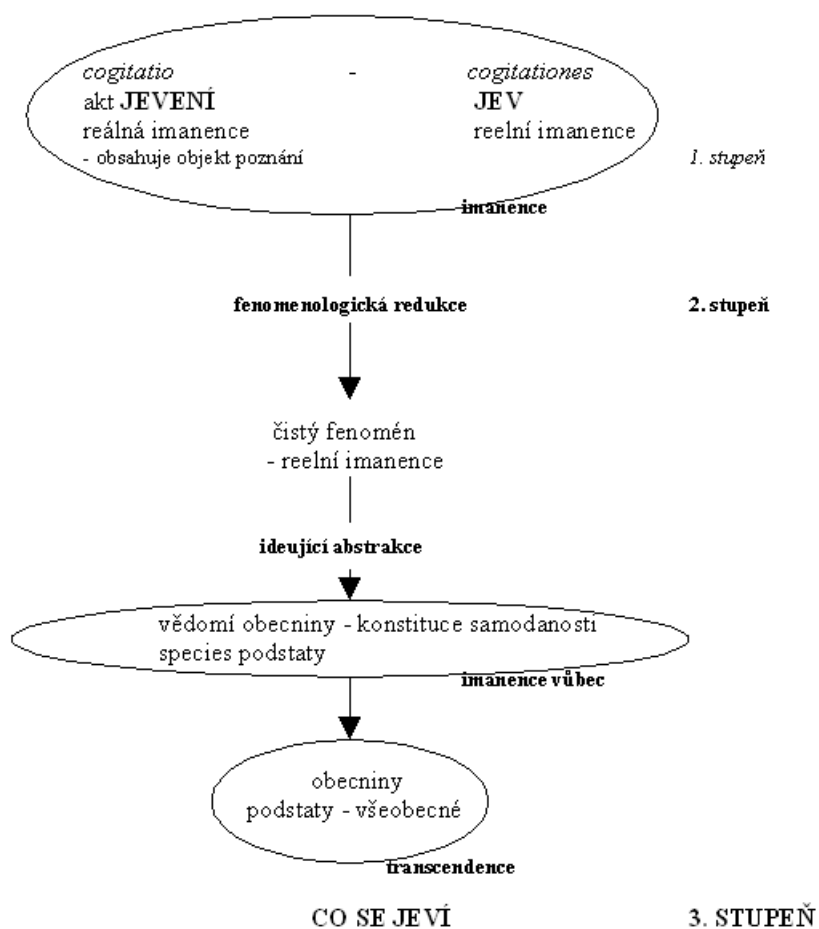 cogitatio - cogitationes
akt JEVENÍ JEV
reálná imanence reelní imanence
- obsahuje objekt poznání 1. stupeň
imanence
fenomenologická redukce 2. stupeň
čistý fenomén
- reelní imanence
ideující abstrakce
vědomí obecniny - konstituce samodaností
species podstaty
imanence vůbec
obecniny
podstaty - všeobecné
transcendence
CO SE JEVÍ 3. STUPEŇ